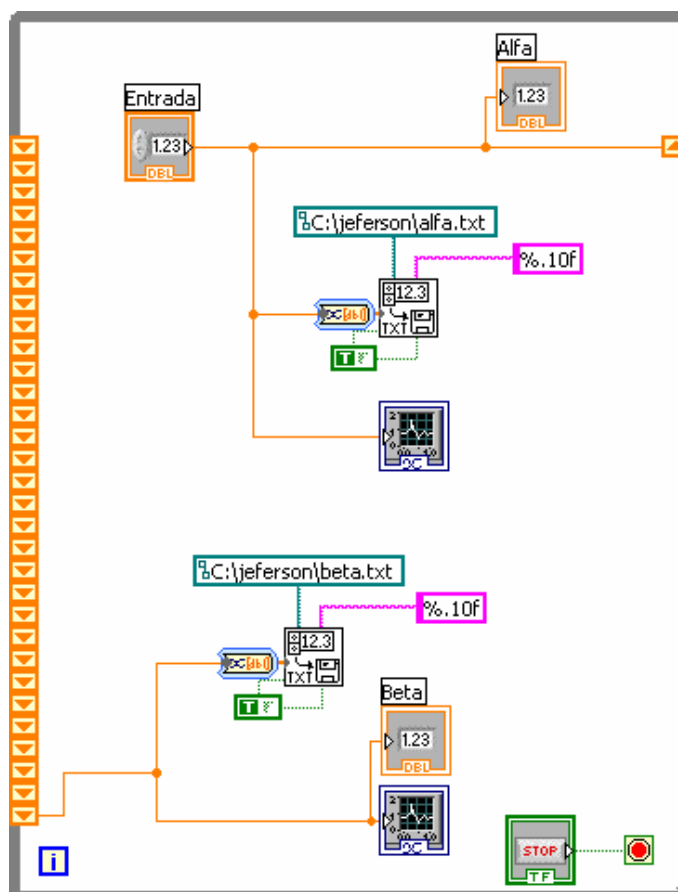 Alfa
1.23
DBL
Entrada
1.23
DBL
C:\jeferson\alfa.txt
%.10f
12.3
TXT
T
C:\jeferson\beta.txt
%.10f
12.3
TXT
T
Beta
1.23
DBL
STOP
TF
i